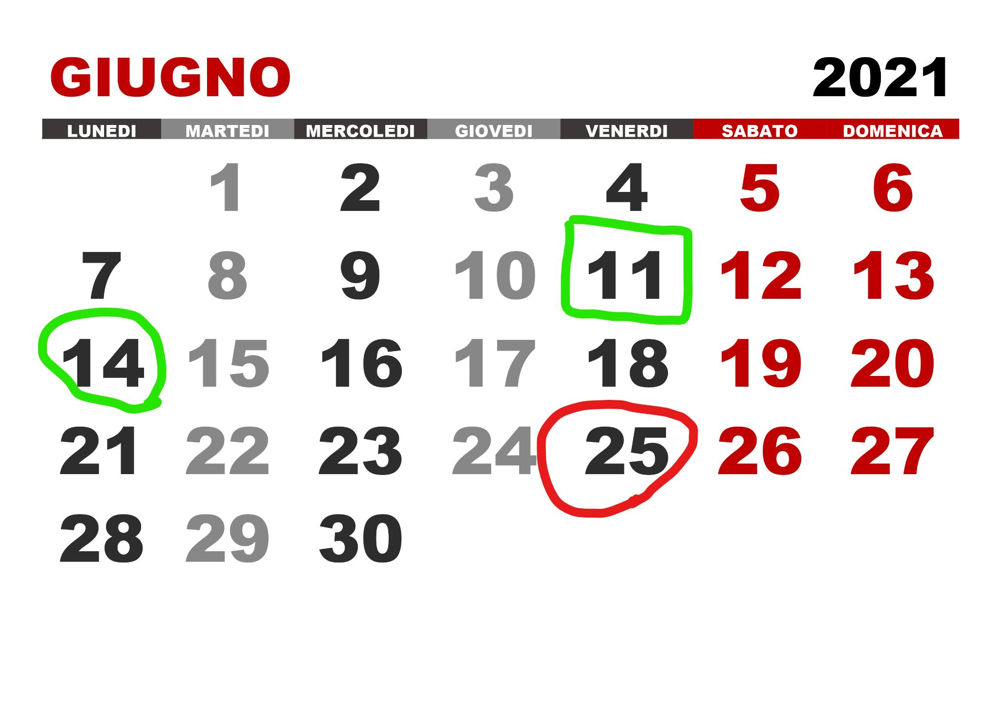 GIUGNO 2021
LUNEDI MARTEDI MERCOLEDI GIOVEDI VENERDI SABATO DOMENICA
1 2 3 4 5 6
7 8 9 10 11 12 13
14 15 16 17 18 19 20
21 22 23 24 25 26 27
28 29 30